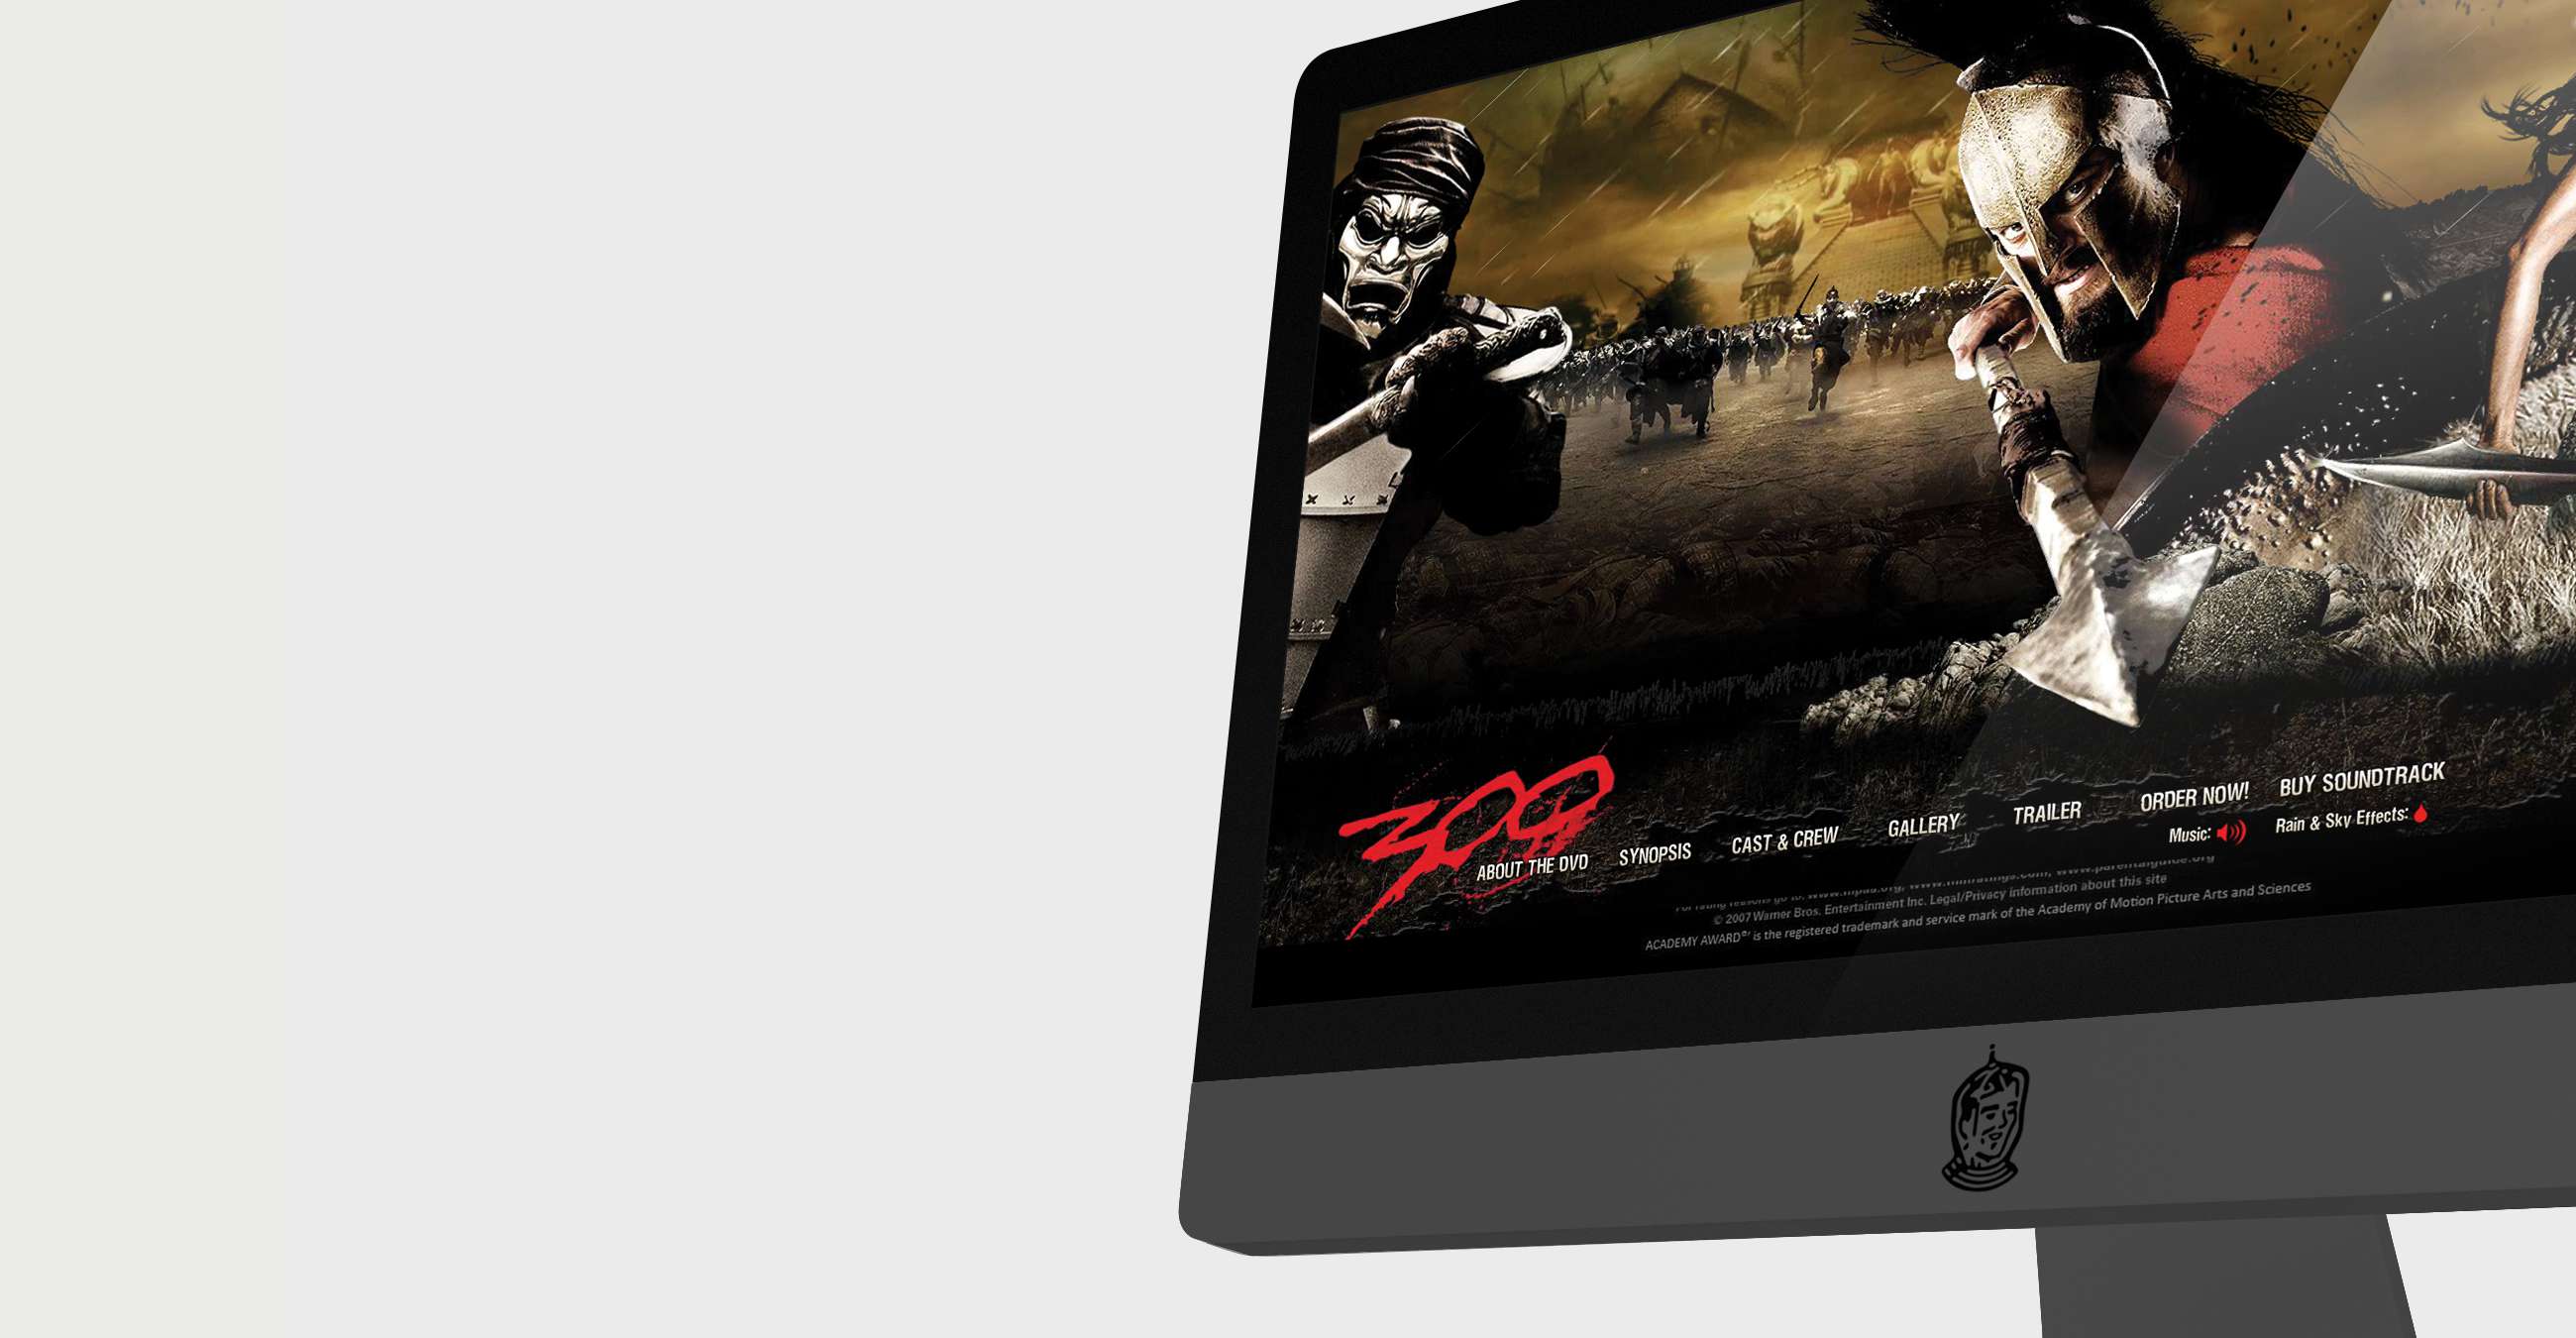 300
ABOUT THE DVD
SYNOPSIS
CAST & CREW
GALLERY
TRAILER
ORDER NOW!
BUY SOUNDTRACK
Music:
Rain & Sky Effects:
For rating reasons go to: www.mpaa.org, www.filmratings.com, www.parentalguide.org
© 2007 Warner Bros. Entertainment Inc. Legal/Privacy information about this site
ACADEMY AWARD®' is the registered trademark and service mark of the Academy of Motion Picture Arts and Sciences